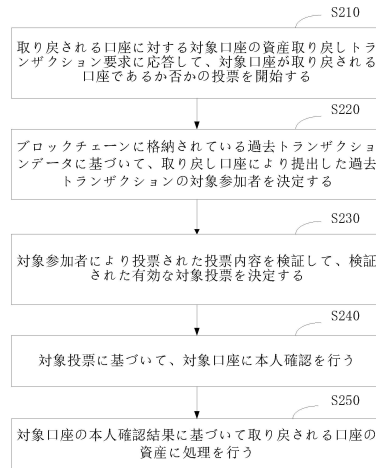 S210
取り戻される口座に対する対象口座の資産取り戻しトラ
ンザクション要求に応答して、対象口座が取り戻される
口座であるか否かの投票を開始する
S220
ブロックチェーンに格納されている過去トランザクショ
ンデータに基づいて、取り戻し口座により提出した過去
トランザクションの対象参加者を決定する
S230
対象参加者により投票された投票内容を検証して、検証
された有効な対象投票を決定する
S240
対象投票に基づいて、対象口座に本人確認を行う
S250
対象口座の本人確認結果に基づいて取り戻される口座の
資産に処理を行う